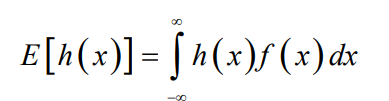 E[h(x)] = ∫_{-∞}^{∞} h(x) f(x) dx